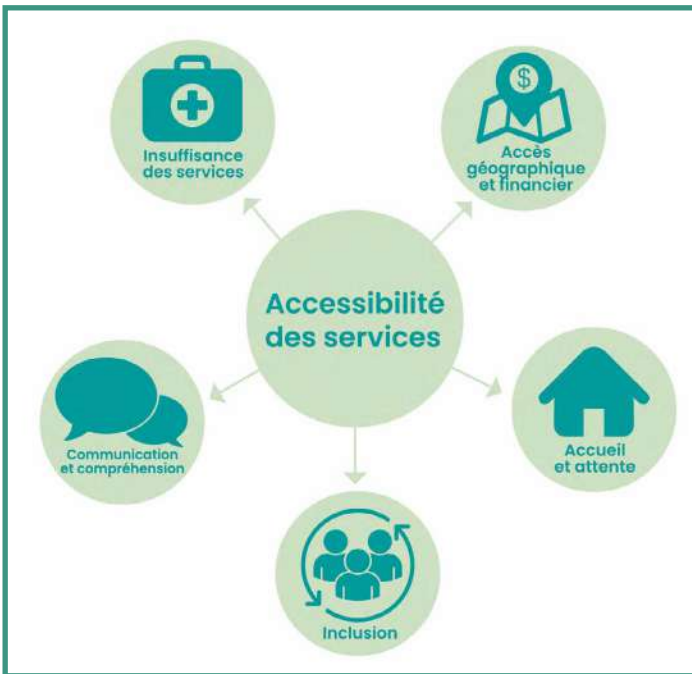 Insuffisance
des services
$
Accès
géographique
et financier
Accessibilité
des services
Communication
et compréhension
Accueil
et attente
Inclusion